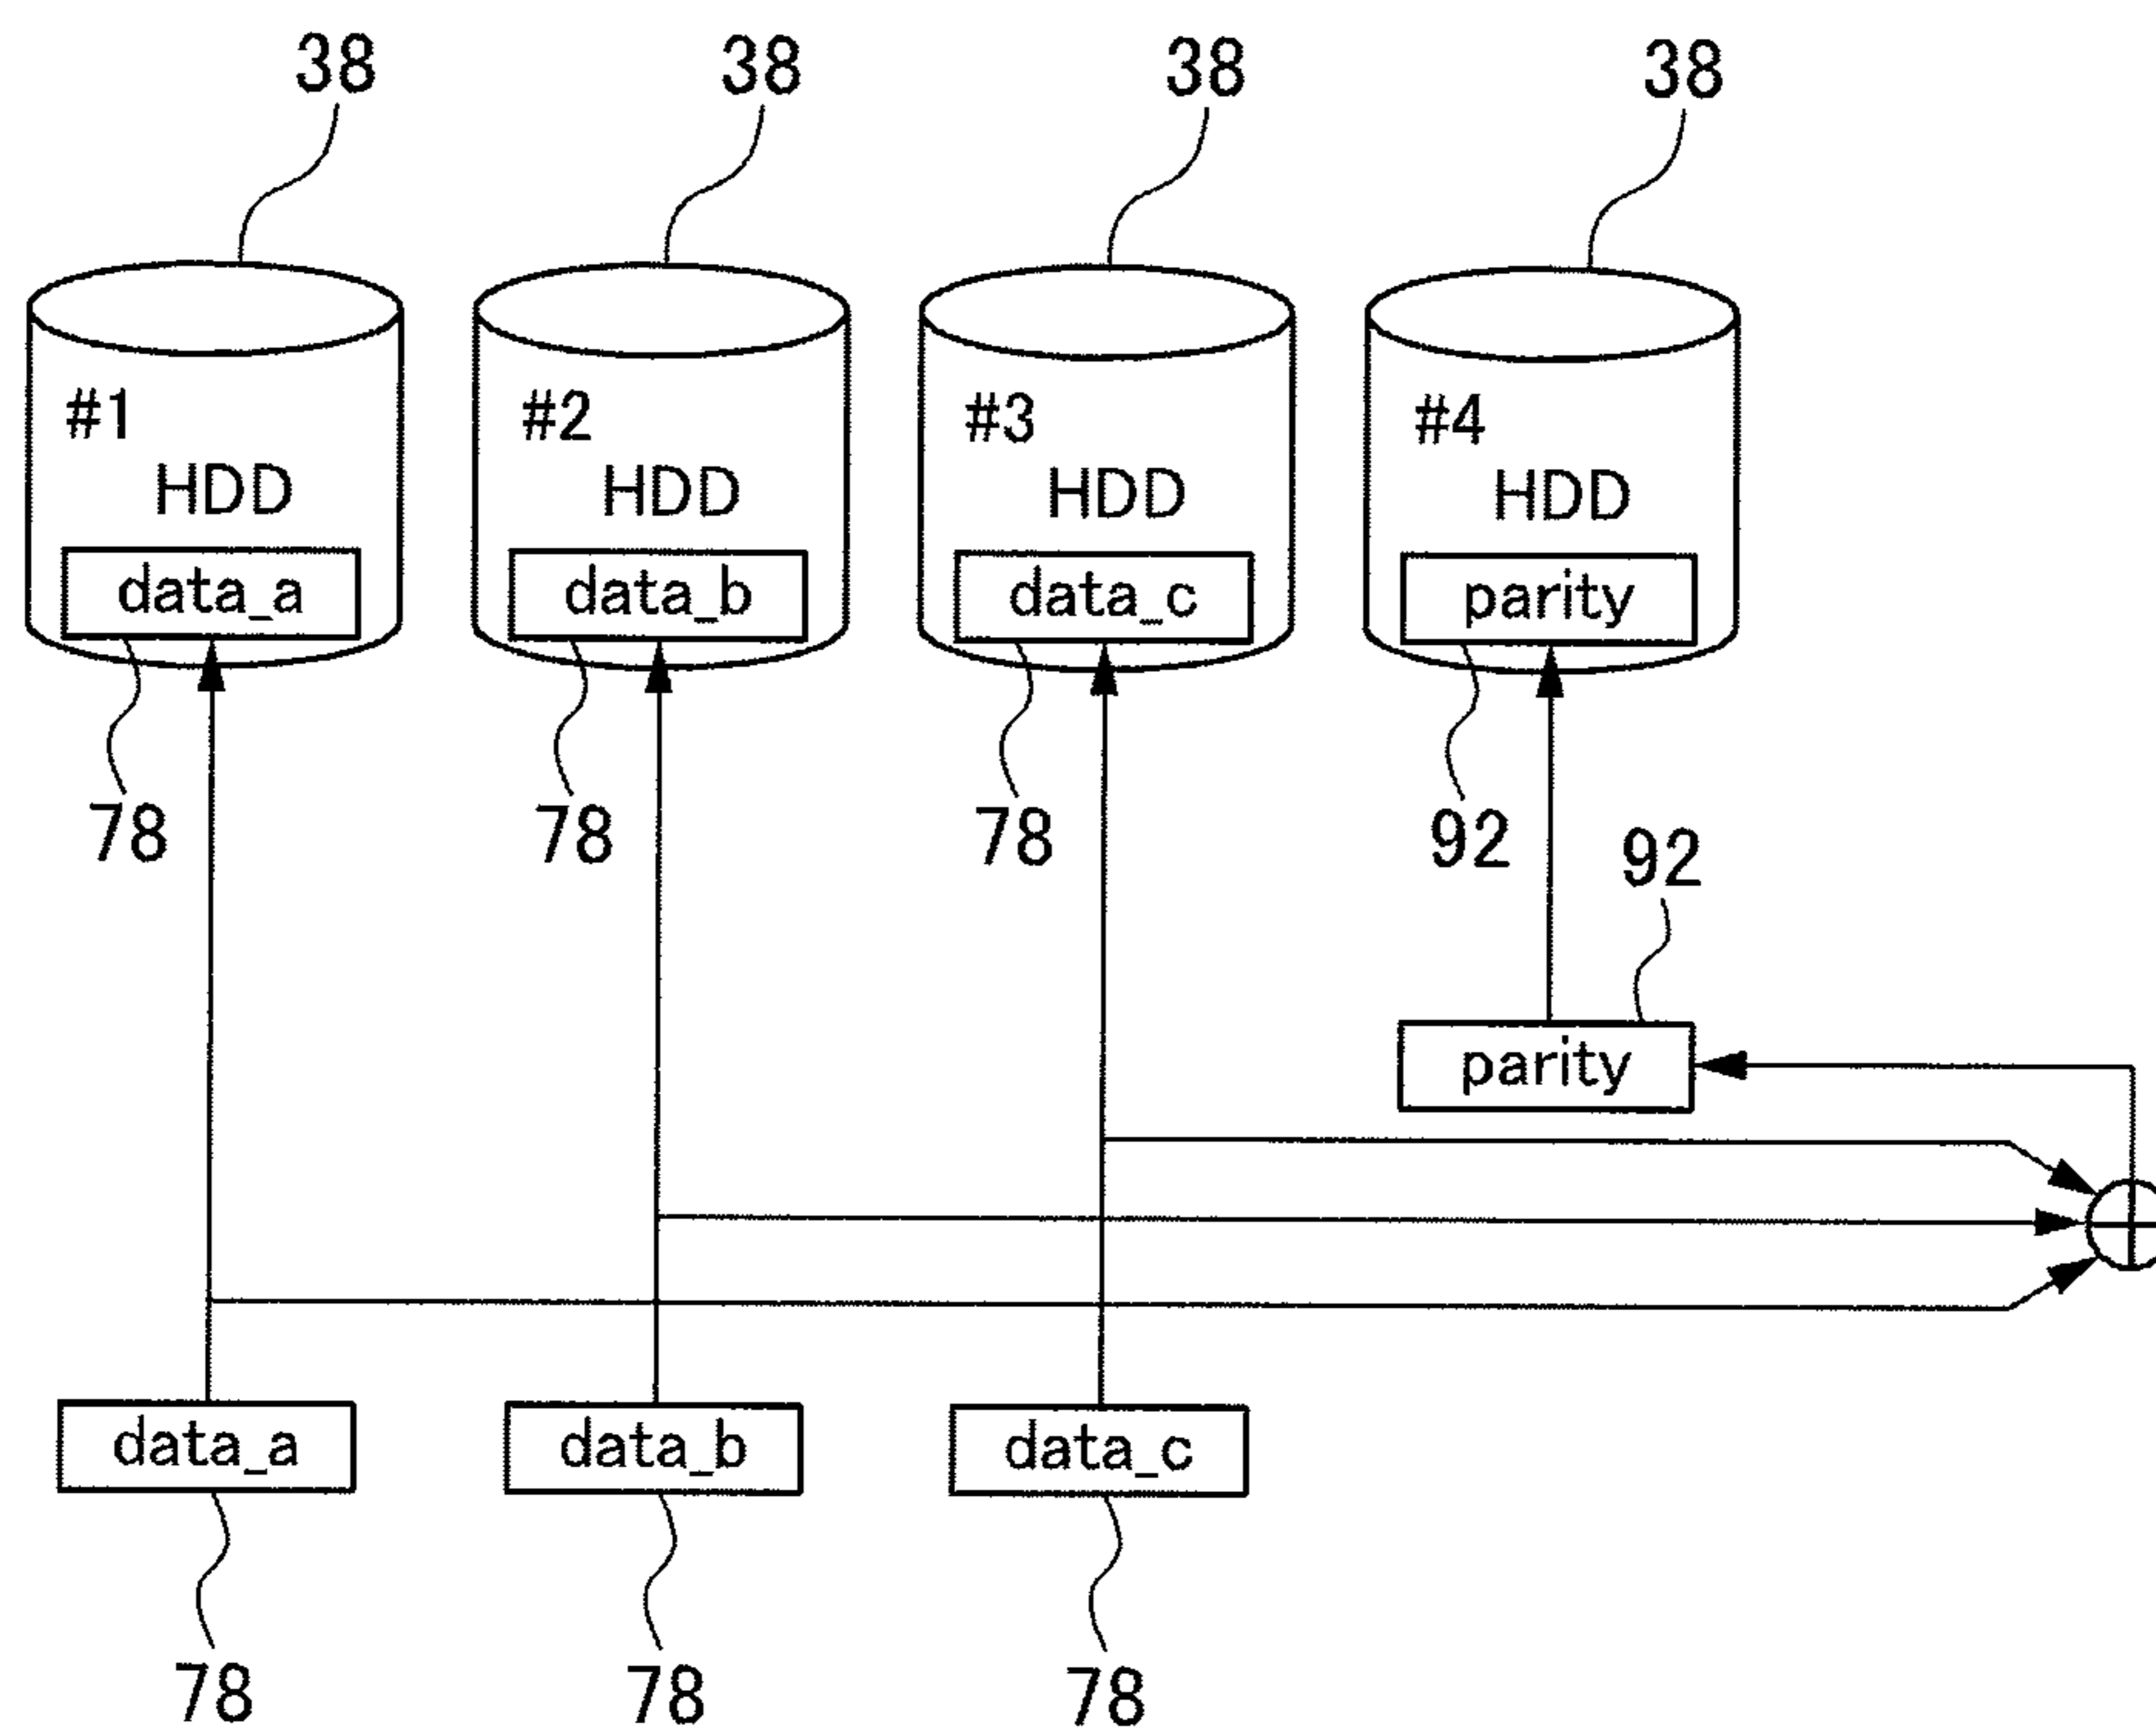 38 38 38 38
#1 #2 #3 #4
HDD HDD HDD HDD
data_a data_b data_c parity
78 78 78 92
92
parity
data_a data_b data_c
78 78 78